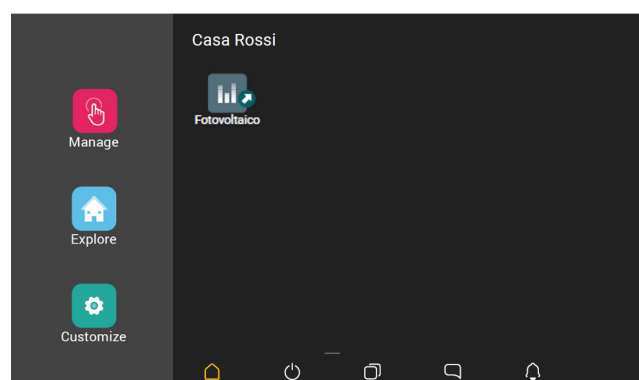 Casa Rossi
Fotovoltaico
Manage
Explore
Customize